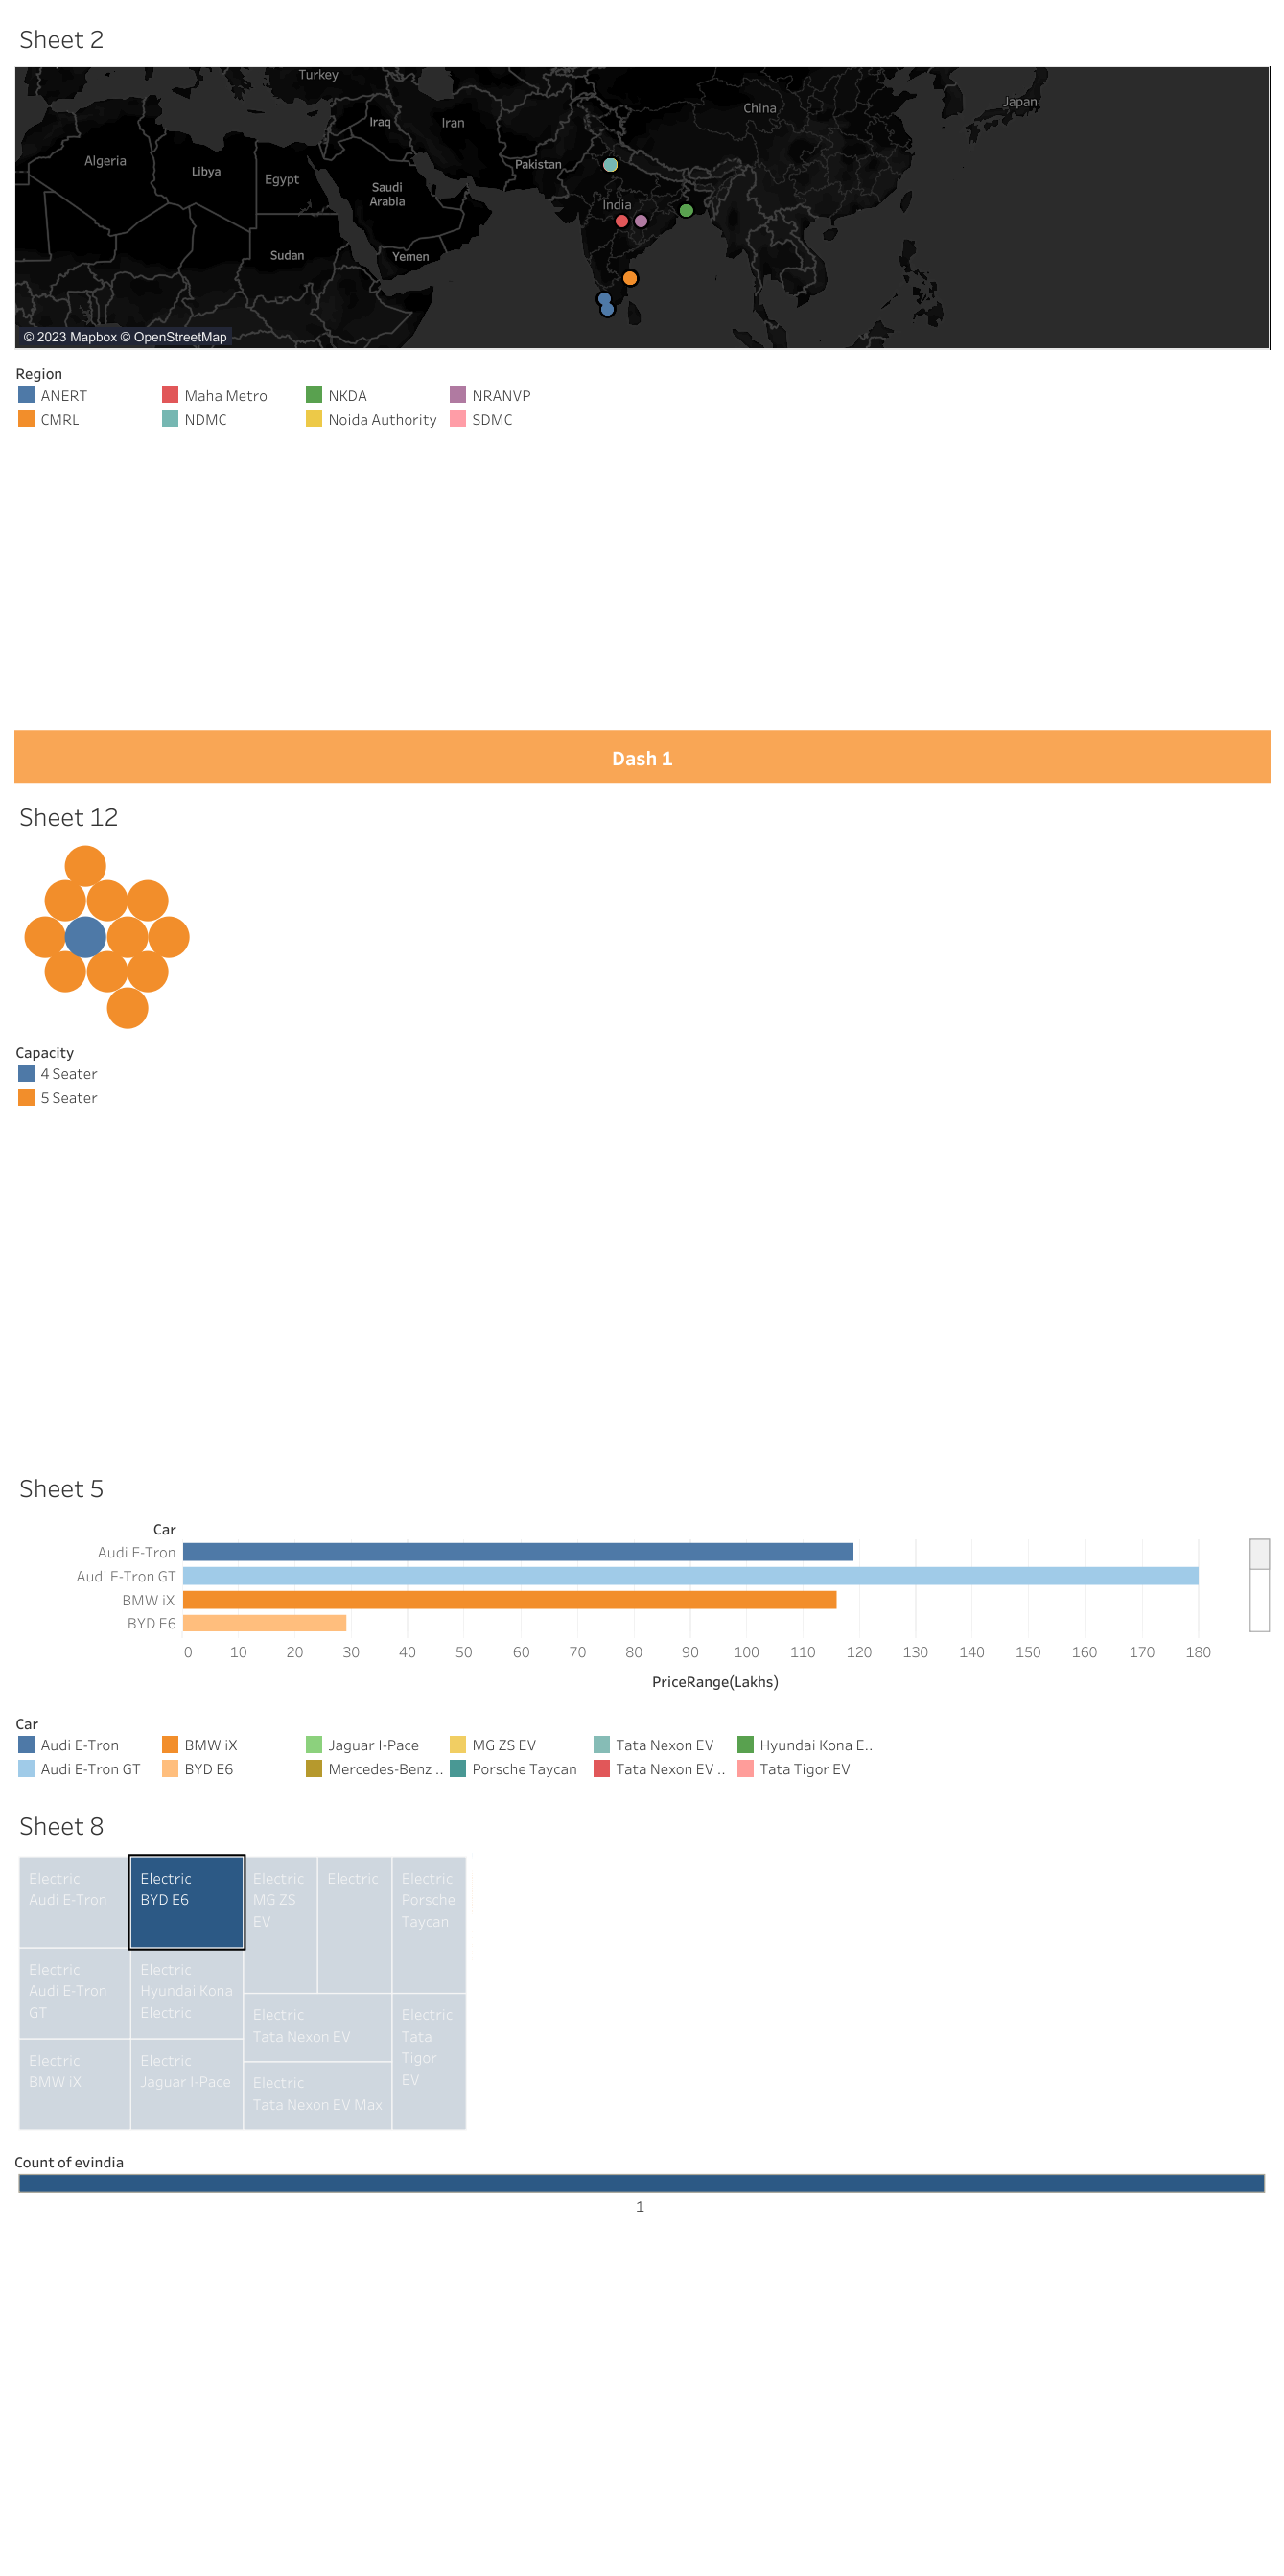 Sheet 2
Turkey
China
Japan
Iraq
Iran
Algeria
Libya
Egypt
Pakistan
Saudi
Arabia
India
Sudan
Yemen
© 2023 Mapbox © OpenStreetMap
Region
ANERT Maha Metro NKDA NRANVP
CMRL NDMC Noida Authority SDMC
Dash 1
Sheet 12
Capacity
4 Seater
5 Seater
Sheet 5
Car
Audi E-Tron
Audi E-Tron GT
BMW iX
BYD E6
0 10 20 30 40 50 60 70 80 90 100 110 120 130 140 150 160 170 180
PriceRange(Lakhs)
Car
Audi E-Tron BMW iX Jaguar I-Pace MG ZS EV Tata Nexon EV Hyundai Kona E..
Audi E-Tron GT BYD E6 Mercedes-Benz .. Porsche Taycan Tata Nexon EV .. Tata Tigor EV
Sheet 8
Electric
Audi E-Tron
Electric
BYD E6
Electric
MG ZS
EV
Electric
Electric
Porsche
Taycan
Electric
Audi E-Tron
GT
Electric
Hyundai Kona
Electric
Electric
Tata Nexon EV
Electric
Tata
Tigor
EV
Electric
BMW iX
Electric
Jaguar I-Pace
Electric
Tata Nexon EV Max
Count of evindia
1